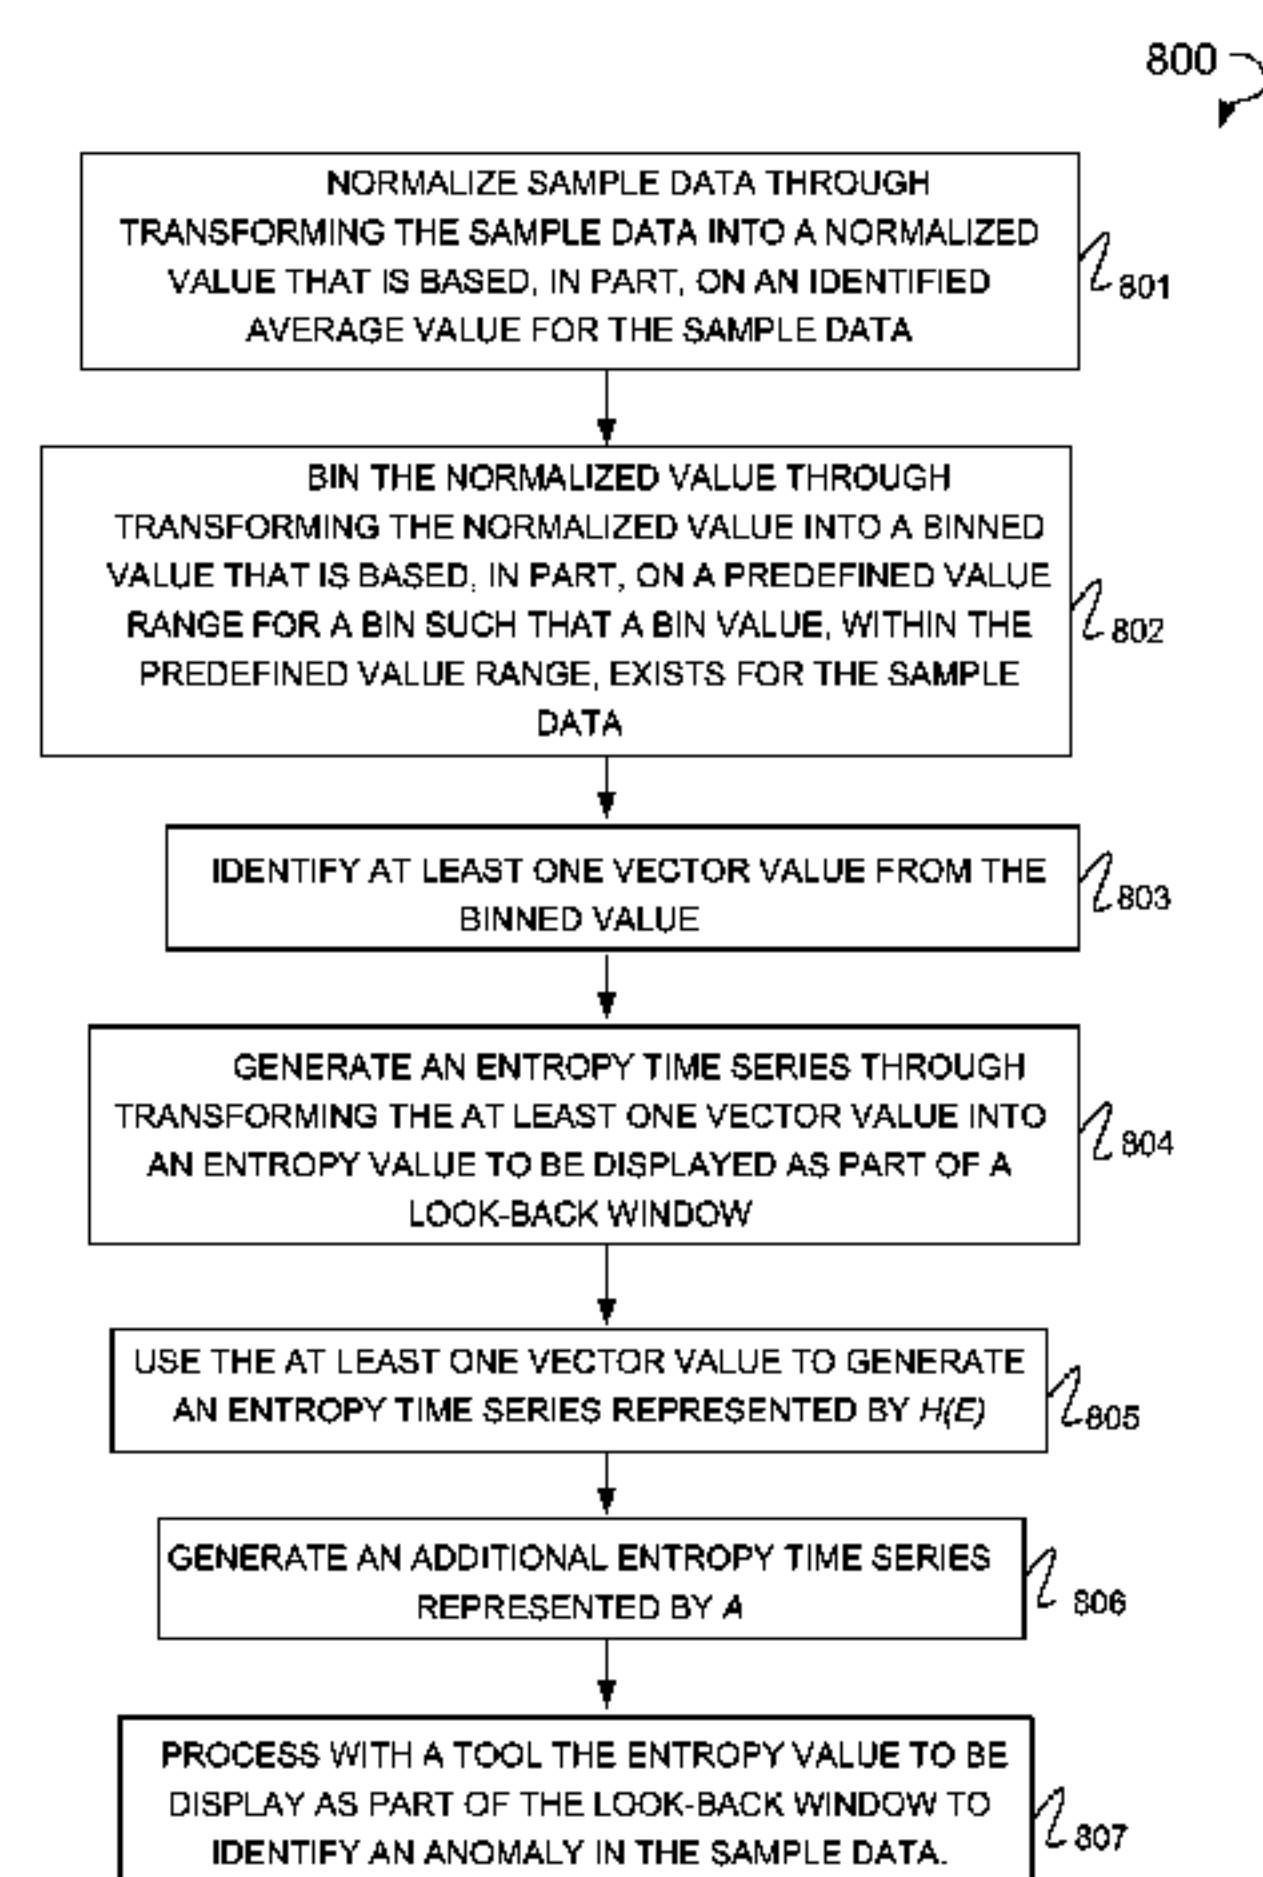 800
NORMALIZE SAMPLE DATA THROUGH
TRANSFORMING THE SAMPLE DATA INTO A NORMALIZED
VALUE THAT IS BASED, IN PART, ON AN IDENTIFIED
AVERAGE VALUE FOR THE SAMPLE DATA
801
BIN THE NORMALIZED VALUE THROUGH
TRANSFORMING THE NORMALIZED VALUE INTO A BINNED
VALUE THAT IS BASED, IN PART, ON A PREDEFINED VALUE
RANGE FOR A BIN SUCH THAT A BIN VALUE, WITHIN THE
PREDEFINED VALUE RANGE, EXISTS FOR THE SAMPLE
DATA
802
IDENTIFY AT LEAST ONE VECTOR VALUE FROM THE
BINNED VALUE
803
GENERATE AN ENTROPY TIME SERIES THROUGH
TRANSFORMING THE AT LEAST ONE VECTOR VALUE INTO
AN ENTROPY VALUE TO BE DISPLAYED AS PART OF A
LOOK-BACK WINDOW
804
USE THE AT LEAST ONE VECTOR VALUE TO GENERATE
AN ENTROPY TIME SERIES REPRESENTED BY H(E)
805
GENERATE AN ADDITIONAL ENTROPY TIME SERIES
REPRESENTED BY A
806
PROCESS WITH A TOOL THE ENTROPY VALUE TO BE
DISPLAY AS PART OF THE LOOK-BACK WINDOW TO
IDENTIFY AN ANOMALY IN THE SAMPLE DATA.
807